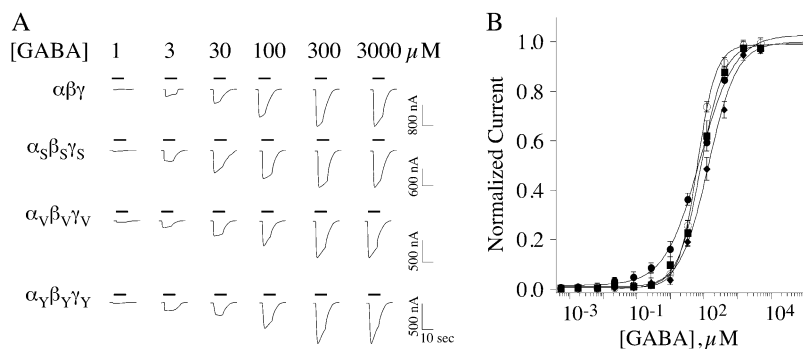 A
[GABA] 1 3 30 100 300 3000 µM
αβγ
800 nA
αSβSγS
600 nA
αVβVγV
500 nA
αYβYγY
500 nA
10 sec
B
Normalized Current
1.0
0.8
0.6
0.4
0.2
0.0
10⁻³ 10⁻¹ 10² 10⁴
[GABA] ,µM